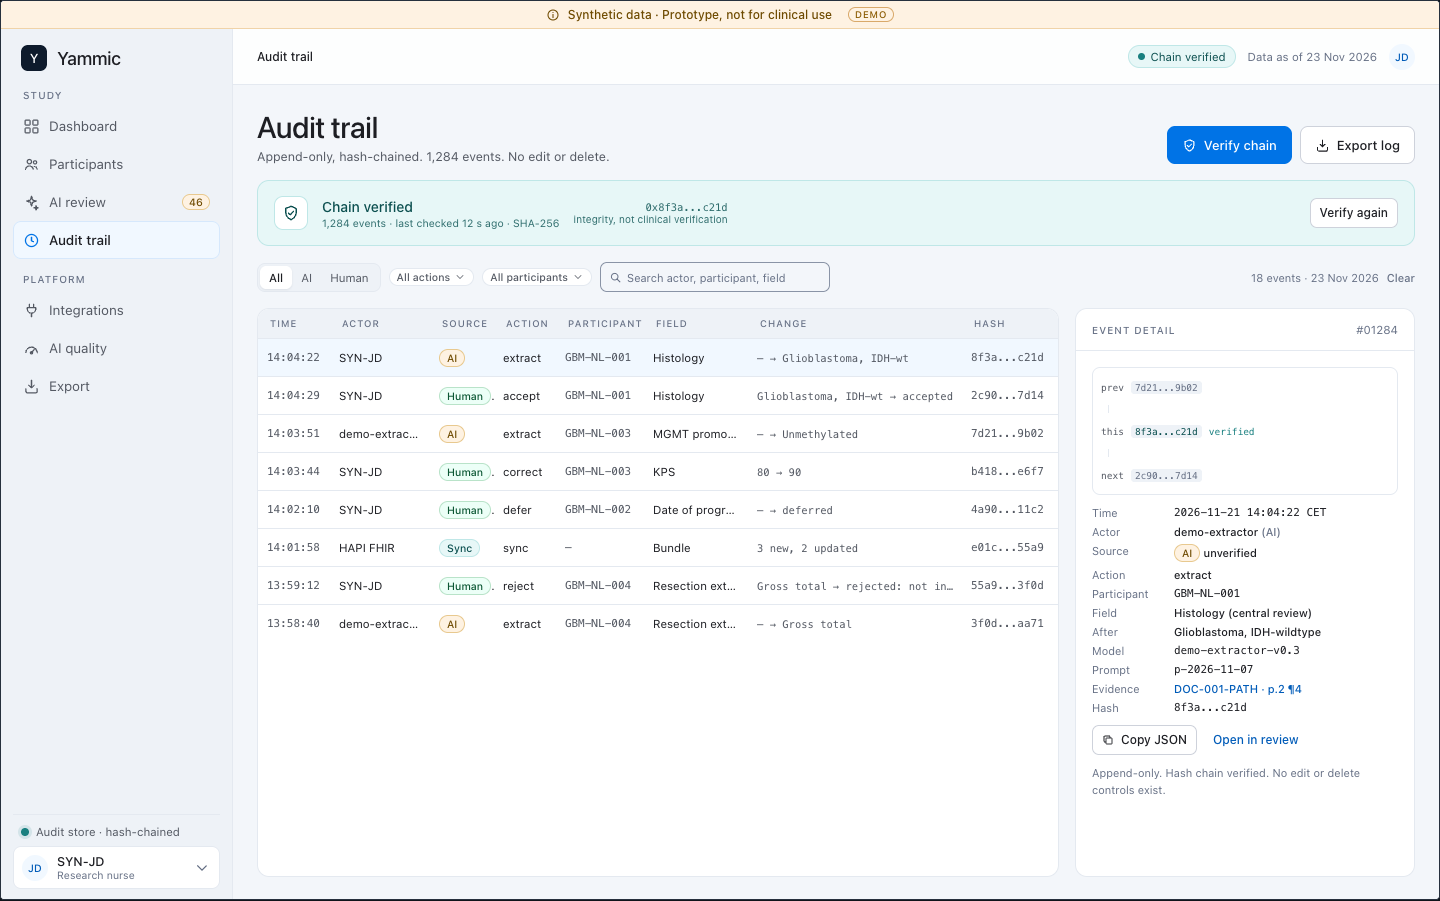 Synthetic data · Prototype, not for clinical use DEMO
Y Yammic
STUDY
Dashboard
Participants
AI review 46
Audit trail
PLATFORM
Integrations
AI quality
Export
Audit store · hash-chained
JD SYN-JD
Research nurse
Audit trail
Chain verified Data as of 23 Nov 2026 JD
Audit trail
Append-only, hash-chained. 1,284 events. No edit or delete.
Verify chain Export log
Chain verified
1,284 events · last checked 12 s ago · SHA-256
0x8f3a...c21d
integrity, not clinical verification
Verify again
All AI Human All actions All participants Search actor, participant, field
18 events · 23 Nov 2026 Clear
TIME ACTOR SOURCE ACTION PARTICIPANT FIELD CHANGE HASH
14:04:22 SYN-JD AI extract GBM-NL-001 Histology — → Glioblastoma, IDH-wt 8f3a...c21d
14:04:29 SYN-JD Human. accept GBM-NL-001 Histology Glioblastoma, IDH-wt → accepted 2c90...7d14
14:03:51 demo-extrac... AI extract GBM-NL-003 MGMT promo... — → Unmethylated 7d21...9b02
14:03:44 SYN-JD Human. correct GBM-NL-003 KPS 80 → 90 b418...e6f7
14:02:10 SYN-JD Human. defer GBM-NL-002 Date of progr... — → deferred 4a90...11c2
14:01:58 HAPI FHIR Sync sync — Bundle 3 new, 2 updated e01c...55a9
13:59:12 SYN-JD Human. reject GBM-NL-004 Resection ext... Gross total → rejected: not in… 55a9...3f0d
13:58:40 demo-extrac... AI extract GBM-NL-004 Resection ext... — → Gross total 3f0d...aa71
EVENT DETAIL #01284
prev 7d21...9b02
this 8f3a...c21d verified
next 2c90...7d14
Time 2026-11-21 14:04:22 CET
Actor demo-extractor (AI)
Source AI unverified
Action extract
Participant GBM-NL-001
Field Histology (central review)
After Glioblastoma, IDH-wildtype
Model demo-extractor-v0.3
Prompt p-2026-11-07
Evidence DOC-001-PATH · p.2 ¶4
Hash 8f3a...c21d
Copy JSON Open in review
Append-only. Hash chain verified. No edit or delete
controls exist.